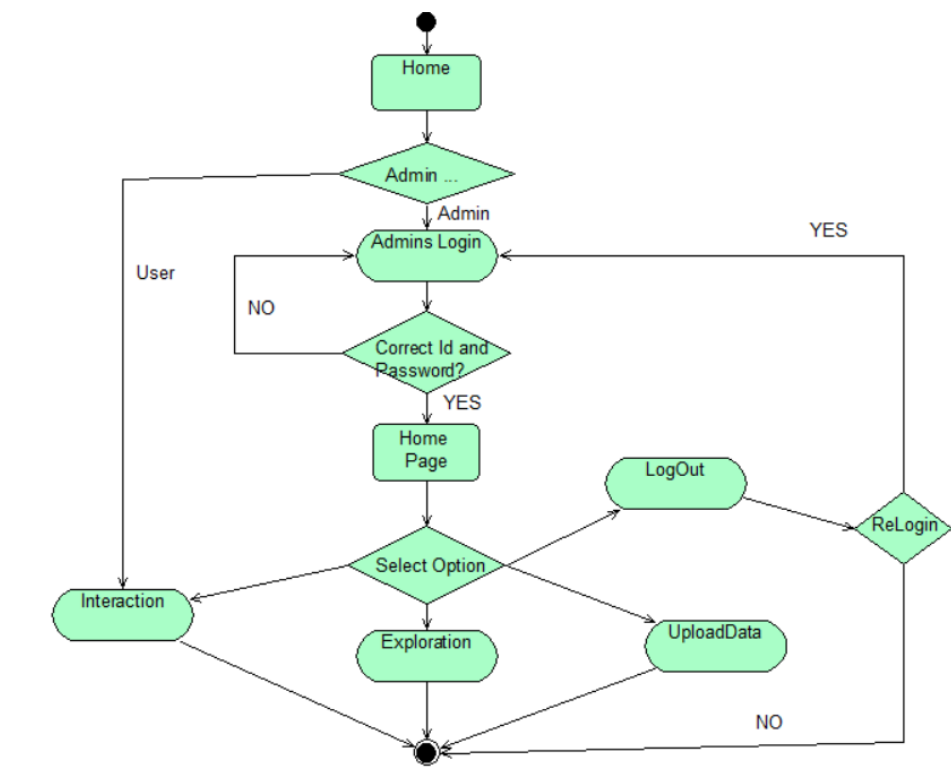 Home
Admin ...
Admin
Admins Login
YES
User
NO
Correct Id and
Password?
YES
Home
Page
LogOut
ReLogin
Select Option
Interaction
Exploration
UploadData
NO